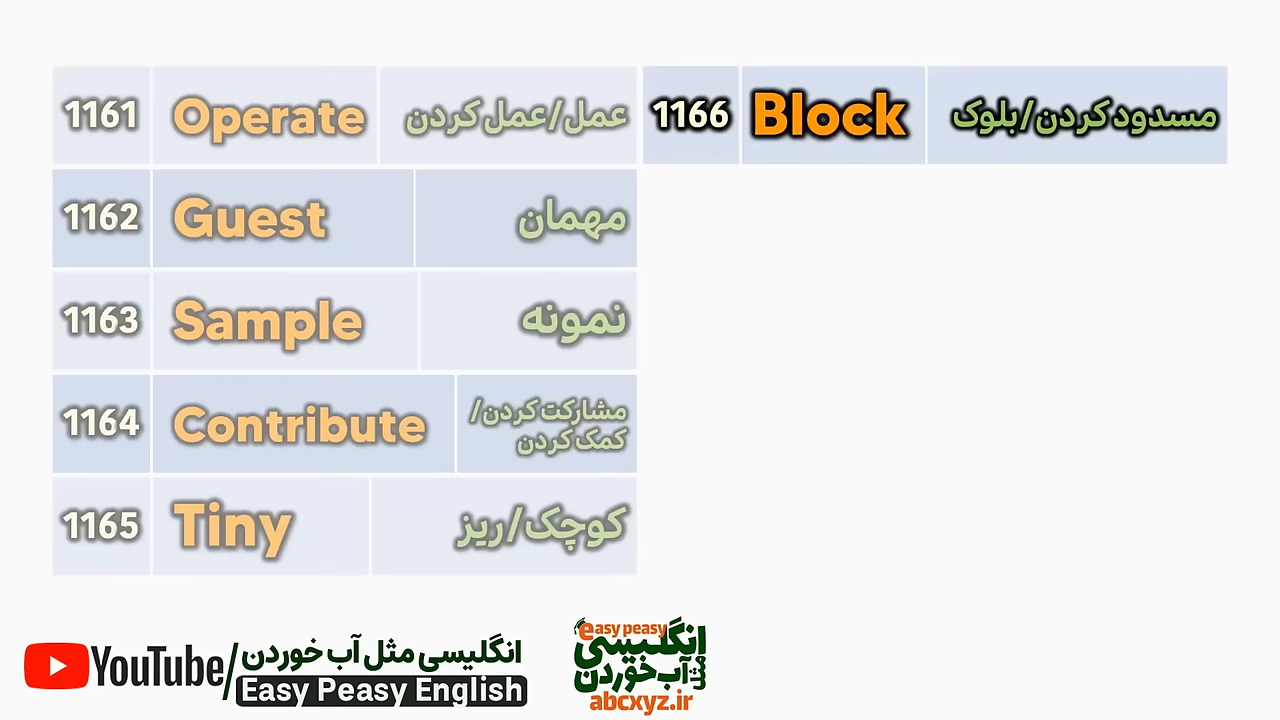 1161 Operate عمل/عمل کردن
1162 Guest مهمان
1163 Sample نمونه
1164 Contribute مشارکت کردن/
کمک کردن
1165 Tiny کوچک/ریز
1166 Block مسدود کردن/بلوک
YouTube/انگلیسی مثل آب خوردن
Easy Peasy English
easy peasy
انگلیسی
مثل آب خوردن
abcxyz.ir